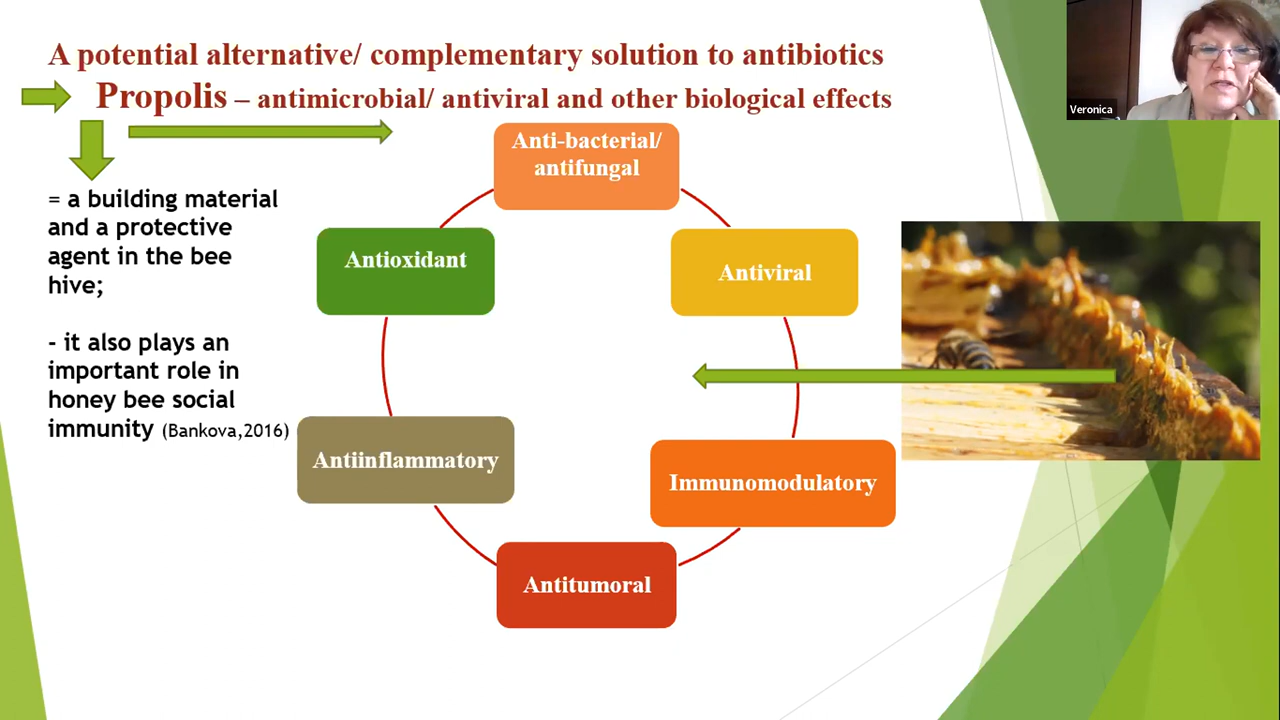 A potential alternative/ complementary solution to antibiotics
Propolis – antimicrobial/ antiviral and other biological effects
Veronica
= a building material
and a protective
agent in the bee
hive;
- it also plays an
important role in
honey bee social
immunity (Bankova,2016)
Anti-bacterial/
antifungal
Antioxidant
Antiviral
Antiinflammatory
Immunomodulatory
Antitumoral